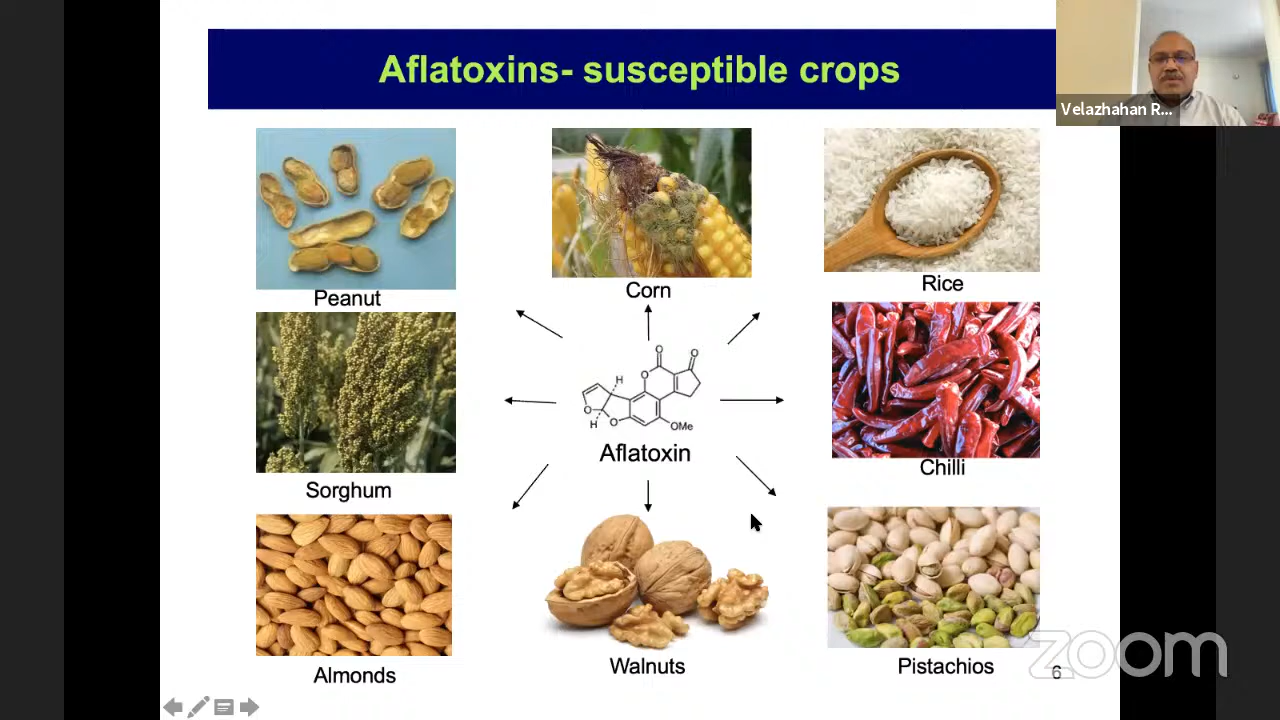 Aflatoxins- susceptible crops
Velazhahan R...
Peanut
Corn
Rice
Sorghum
O
O
O
H
O
H
O
OMe
Aflatoxin
Chilli
Almonds
Walnuts
Pistachios
zoom
6